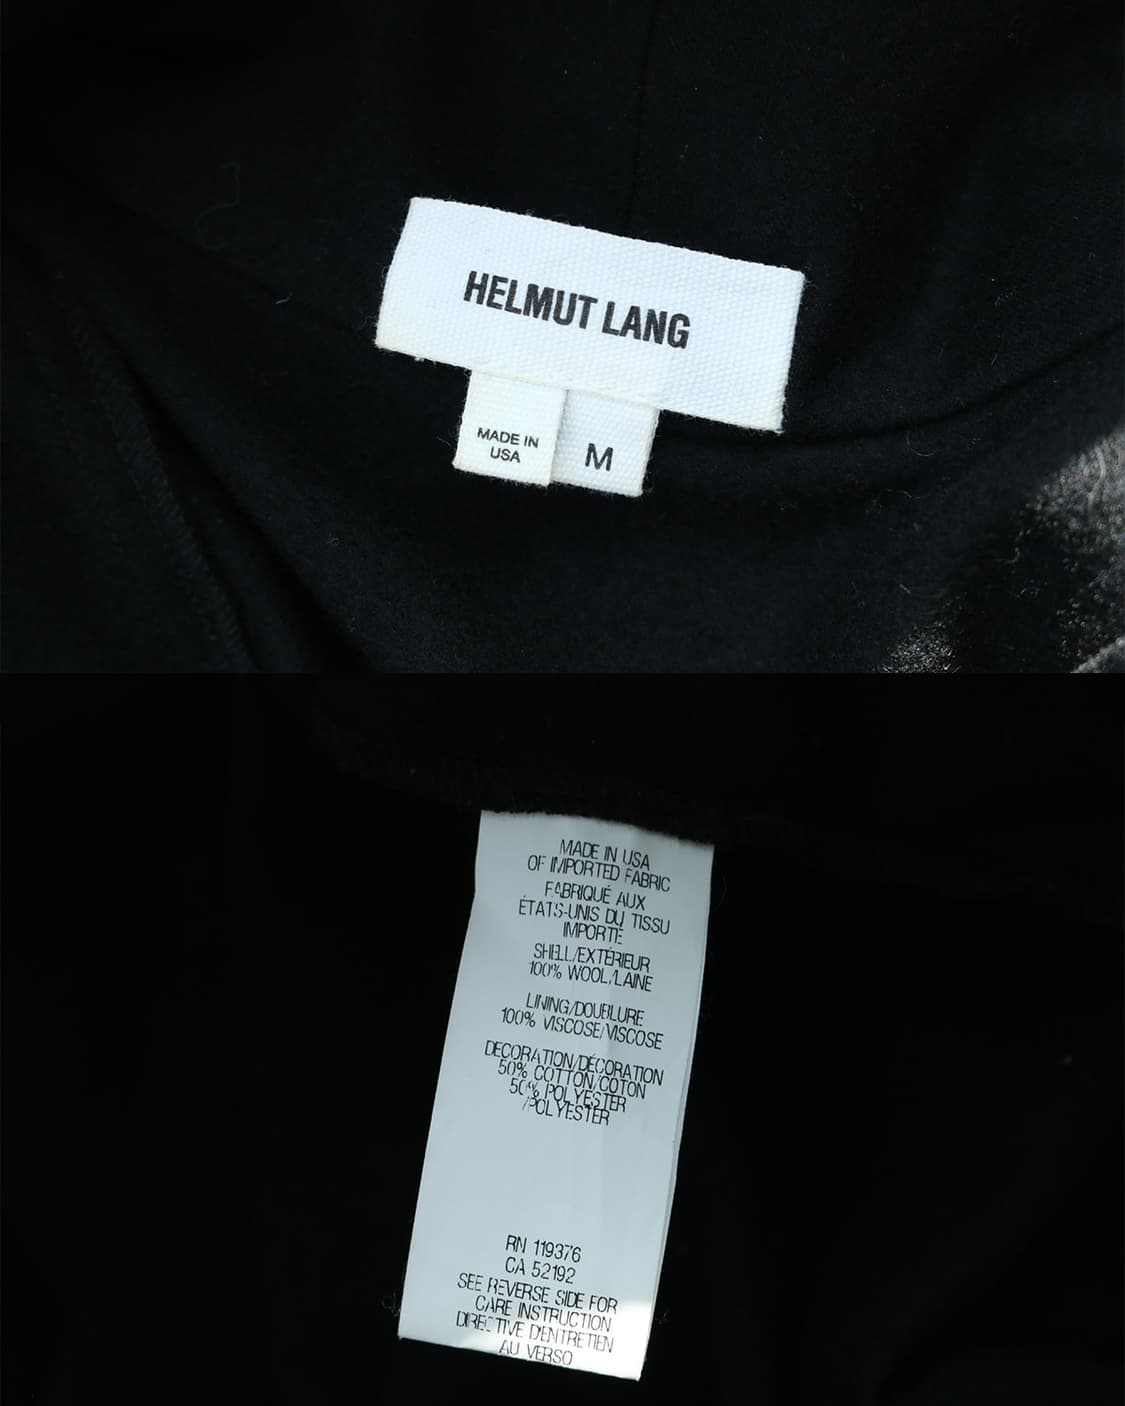 HELMUT LANG
MADE IN
USA
M
MADE IN USA
OF IMPORTED FABRIC
FABRIQUÉ AUX
ÉTATS-UNIS DU TISSU
IMPORTÉ
SHELL/EXTÉRIEUR
100% WOOL/LAINE
LINING/DOUBLURE
100% VISCOSE/VISCOSE
DECORATION/DÉCORATION
50% COTTON/COTON
50% POLYESTER
/POLYESTER
RN 119376
CA 52192
SEE REVERSE SIDE FOR
CARE INSTRUCTION
DIRECTIVE D'ENTRETIEN
AU VERSO